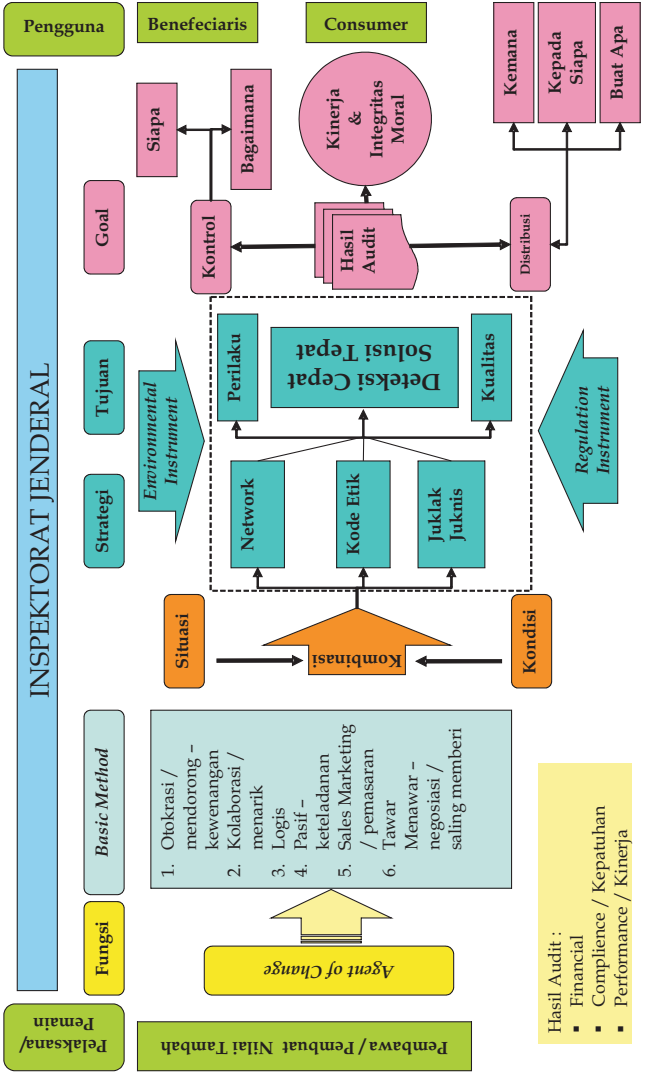 INSPEKTORAT JENDERAL
Pelaksana/
Pemain
Fungsi
Basic Method
Strategi
Tujuan
Goal
Pengguna
Pembawa / Pembuat Nilai Tambah
Agent of Change
1. Otokrasi /
mendorong –
kewenangan
2. Kolaborasi /
menarik
3. Logis
4. Pasif –
keteladanan
5. Sales Marketing
/ pemasaran
6. Tawar
Menawar –
negosiasi /
saling memberi
Situasi
Kombinasi
Kondisi
Environmental
Instrument
Network
Kode Etik
Juklak
Juknis
Perilaku
Deteksi Cepat
Solusi Tepat
Kualitas
Regulation
Instrument
Kontrol
Hasil
Audit
Distribusi
Siapa
Bagaimana
Kinerja
&
Integritas
Moral
Kemana
Kepada
Siapa
Buat Apa
Benefeciaris
Consumer
Hasil Audit :
▪ Financial
▪ Complience / Kepatuhan
▪ Performance / Kinerja